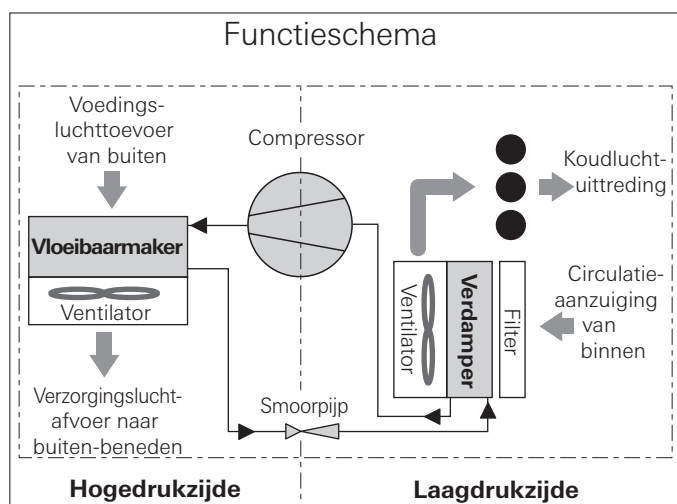 Functieschema
Voedings-
luchttoevoer
van buiten
Compressor
Koudlucht-
uittreding
Vloeibaarmaker
Ventilator
Ventilator
Verdamper
Filter
Circulatie-
aanzuiging
van
binnen
Verzorgingslucht-
afvoer naar
buiten-beneden
Smoorpijp
Hogedrukzijde
Laagdrukzijde